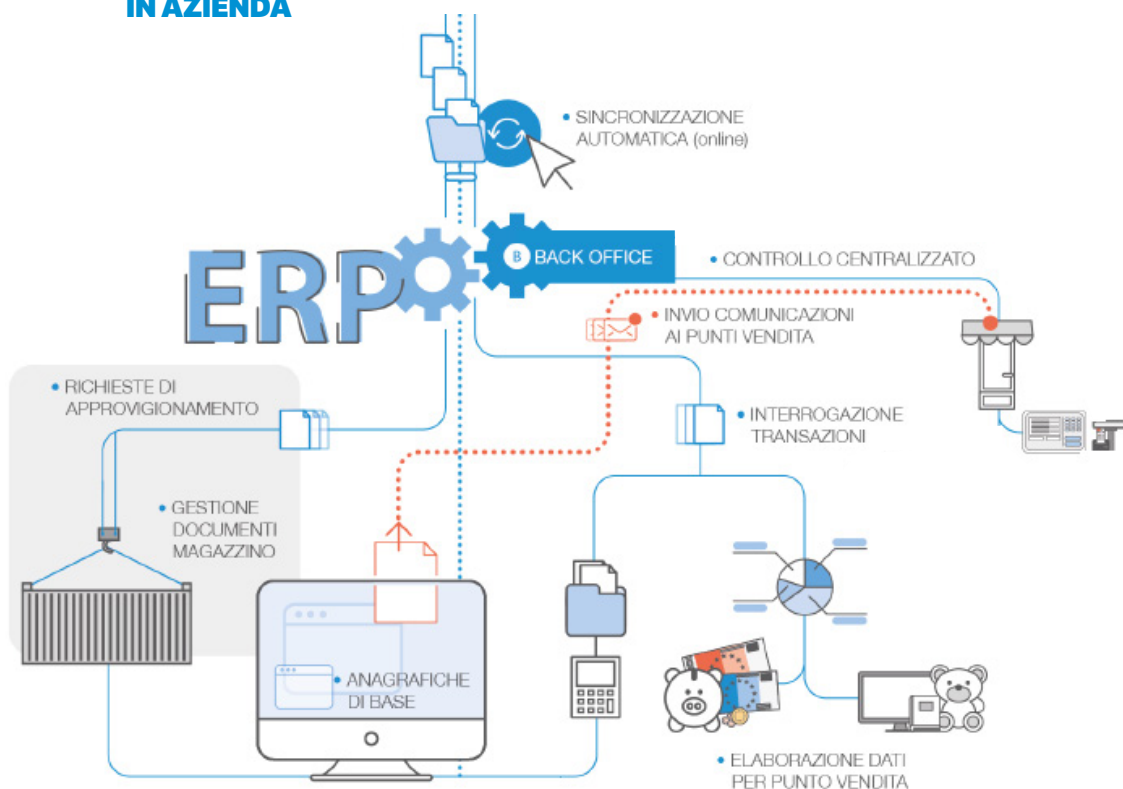 IN AZIENDA
• SINCRONIZZAZIONE
AUTOMATICA (online)
ERP
B BACK OFFICE
• CONTROLLO CENTRALIZZATO
• INVIO COMUNICAZIONI
AI PUNTI VENDITA
• RICHIESTE DI
APPROVIGIONAMENTO
• INTERROGAZIONE
TRANSAZIONI
• GESTIONE
DOCUMENTI
MAGAZZINO
• ANAGRAFICHE
DI BASE
• ELABORAZIONE DATI
PER PUNTO VENDITA